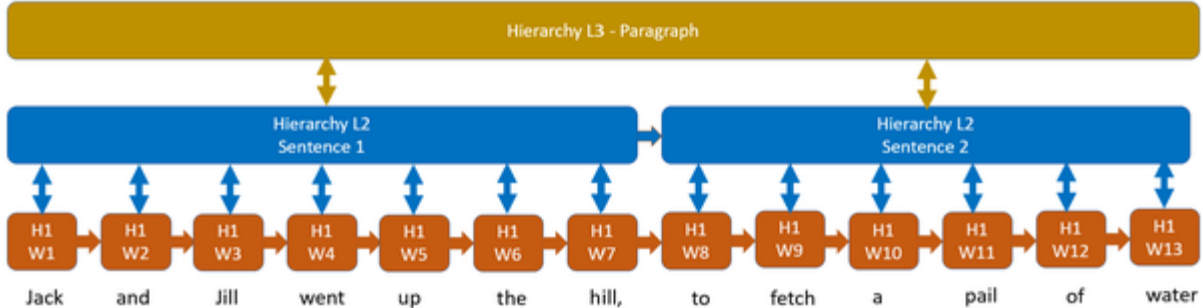 Hierarchy L3 - Paragraph
Hierarchy L2
Sentence 1
Hierarchy L2
Sentence 2
H1 H1 H1 H1 H1 H1 H1 H1 H1 H1 H1 H1 H1
W1 W2 W3 W4 W5 W6 W7 W8 W9 W10 W11 W12 W13
Jack and Jill went up the hill, to fetch a pail of water